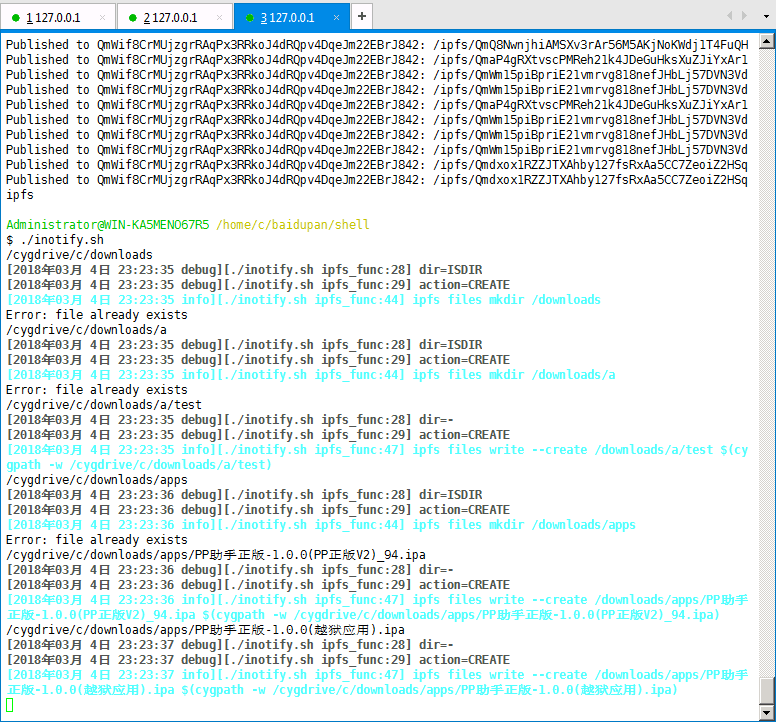 1 127.0.0.1 × 2 127.0.0.1 × 3 127.0.0.1 × +
Published to QmWif8CrMUjzgrRAqPx3RRkoJ4dRQpv4DqeJm22EBrJ842: /ipfs/QmQ8NwnjhiAMSXv3rAr56M5AKjNoKWdj1T4FuQH
Published to QmWif8CrMUjzgrRAqPx3RRkoJ4dRQpv4DqeJm22EBrJ842: /ipfs/QmaP4gRXtvscPMReh21k4JDeGuHksXuZJiYxAr1
Published to QmWif8CrMUjzgrRAqPx3RRkoJ4dRQpv4DqeJm22EBrJ842: /ipfs/QmWm15piBpriE21vmrvg818nefJHbLj57DVN3Vd
Published to QmWif8CrMUjzgrRAqPx3RRkoJ4dRQpv4DqeJm22EBrJ842: /ipfs/QmWm15piBpriE21vmrvg818nefJHbLj57DVN3Vd
Published to QmWif8CrMUjzgrRAqPx3RRkoJ4dRQpv4DqeJm22EBrJ842: /ipfs/QmaP4gRXtvscPMReh21k4JDeGuHksXuZJiYxAr1
Published to QmWif8CrMUjzgrRAqPx3RRkoJ4dRQpv4DqeJm22EBrJ842: /ipfs/QmWm15piBpriE21vmrvg818nefJHbLj57DVN3Vd
Published to QmWif8CrMUjzgrRAqPx3RRkoJ4dRQpv4DqeJm22EBrJ842: /ipfs/QmWm15piBpriE21vmrvg818nefJHbLj57DVN3Vd
Published to QmWif8CrMUjzgrRAqPx3RRkoJ4dRQpv4DqeJm22EBrJ842: /ipfs/QmWm15piBpriE21vmrvg818nefJHbLj57DVN3Vd
Published to QmWif8CrMUjzgrRAqPx3RRkoJ4dRQpv4DqeJm22EBrJ842: /ipfs/Qmdxox1RZZJTXAhby127fsRxAa5CC7ZeoiZ2HSq
Published to QmWif8CrMUjzgrRAqPx3RRkoJ4dRQpv4DqeJm22EBrJ842: /ipfs/Qmdxox1RZZJTXAhby127fsRxAa5CC7ZeoiZ2HSq
ipfs
Administrator@WIN-KA5MENO67R5 /home/c/baidupan/shell
$ ./inotify.sh
/cygdrive/c/downloads
[2018年03月 4日 23:23:35 debug][./inotify.sh ipfs_func:28] dir=ISDIR
[2018年03月 4日 23:23:35 debug][./inotify.sh ipfs_func:29] action=CREATE
[2018年03月 4日 23:23:35 info][./inotify.sh ipfs_func:44] ipfs files mkdir /downloads
Error: file already exists
/cygdrive/c/downloads/a
[2018年03月 4日 23:23:35 debug][./inotify.sh ipfs_func:28] dir=ISDIR
[2018年03月 4日 23:23:35 debug][./inotify.sh ipfs_func:29] action=CREATE
[2018年03月 4日 23:23:35 info][./inotify.sh ipfs_func:44] ipfs files mkdir /downloads/a
Error: file already exists
/cygdrive/c/downloads/a/test
[2018年03月 4日 23:23:35 debug][./inotify.sh ipfs_func:28] dir=-
[2018年03月 4日 23:23:35 debug][./inotify.sh ipfs_func:29] action=CREATE
[2018年03月 4日 23:23:35 info][./inotify.sh ipfs_func:47] ipfs files write --create /downloads/a/test $(cy
gpath -w /cygdrive/c/downloads/a/test)
/cygdrive/c/downloads/apps
[2018年03月 4日 23:23:36 debug][./inotify.sh ipfs_func:28] dir=ISDIR
[2018年03月 4日 23:23:36 debug][./inotify.sh ipfs_func:29] action=CREATE
[2018年03月 4日 23:23:36 info][./inotify.sh ipfs_func:44] ipfs files mkdir /downloads/apps
Error: file already exists
/cygdrive/c/downloads/apps/PP助手正版-1.0.0(PP正版V2)_94.ipa
[2018年03月 4日 23:23:36 debug][./inotify.sh ipfs_func:28] dir=-
[2018年03月 4日 23:23:36 debug][./inotify.sh ipfs_func:29] action=CREATE
[2018年03月 4日 23:23:36 info][./inotify.sh ipfs_func:47] ipfs files write --create /downloads/apps/PP助手
正版-1.0.0(PP正版V2)_94.ipa $(cygpath -w /cygdrive/c/downloads/apps/PP助手正版-1.0.0(PP正版V2)_94.ipa)
/cygdrive/c/downloads/apps/PP助手正版-1.0.0(越狱应用).ipa
[2018年03月 4日 23:23:37 debug][./inotify.sh ipfs_func:28] dir=-
[2018年03月 4日 23:23:37 debug][./inotify.sh ipfs_func:29] action=CREATE
[2018年03月 4日 23:23:37 info][./inotify.sh ipfs_func:47] ipfs files write --create /downloads/apps/PP助手
正版-1.0.0(越狱应用).ipa $(cygpath -w /cygdrive/c/downloads/apps/PP助手正版-1.0.0(越狱应用).ipa)